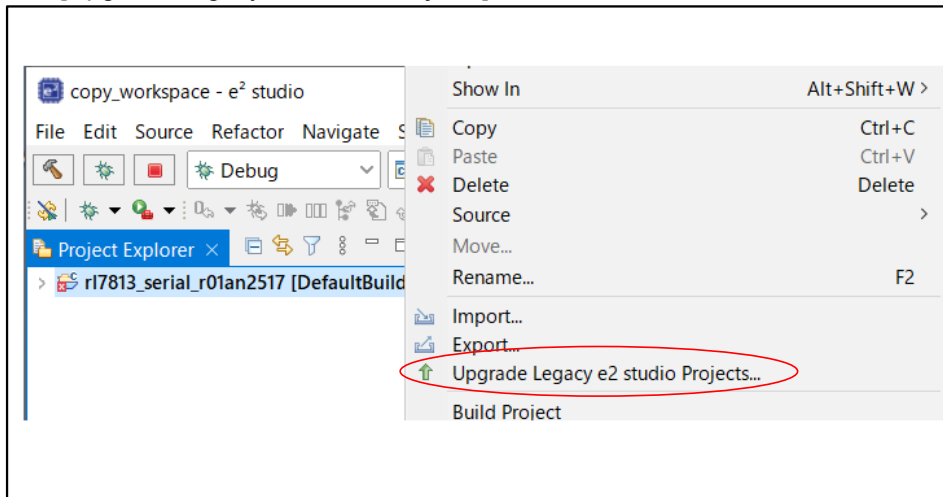 copy_workspace - e² studio
File Edit Source Refactor Navigate S
Debug
Project Explorer
rl7813_serial_r01an2517 [DefaultBuild
Show In Alt+Shift+W >
Copy Ctrl+C
Paste Ctrl+V
Delete Delete
Source >
Move...
Rename... F2
Import...
Export...
Upgrade Legacy e2 studio Projects...
Build Project